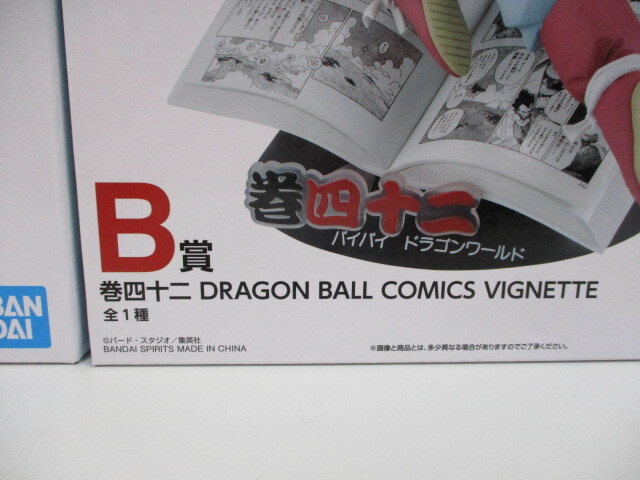 巻四十二
バイバイ ドラゴンワールド
B賞
巻四十二 DRAGON BALL COMICS VIGNETTE
全1種
©バード・スタジオ/集英社
BANDAI SPIRITS MADE IN CHINA
※画像と商品とは、多少異なる場合がありますのでご了承ください。
BAN
DAI